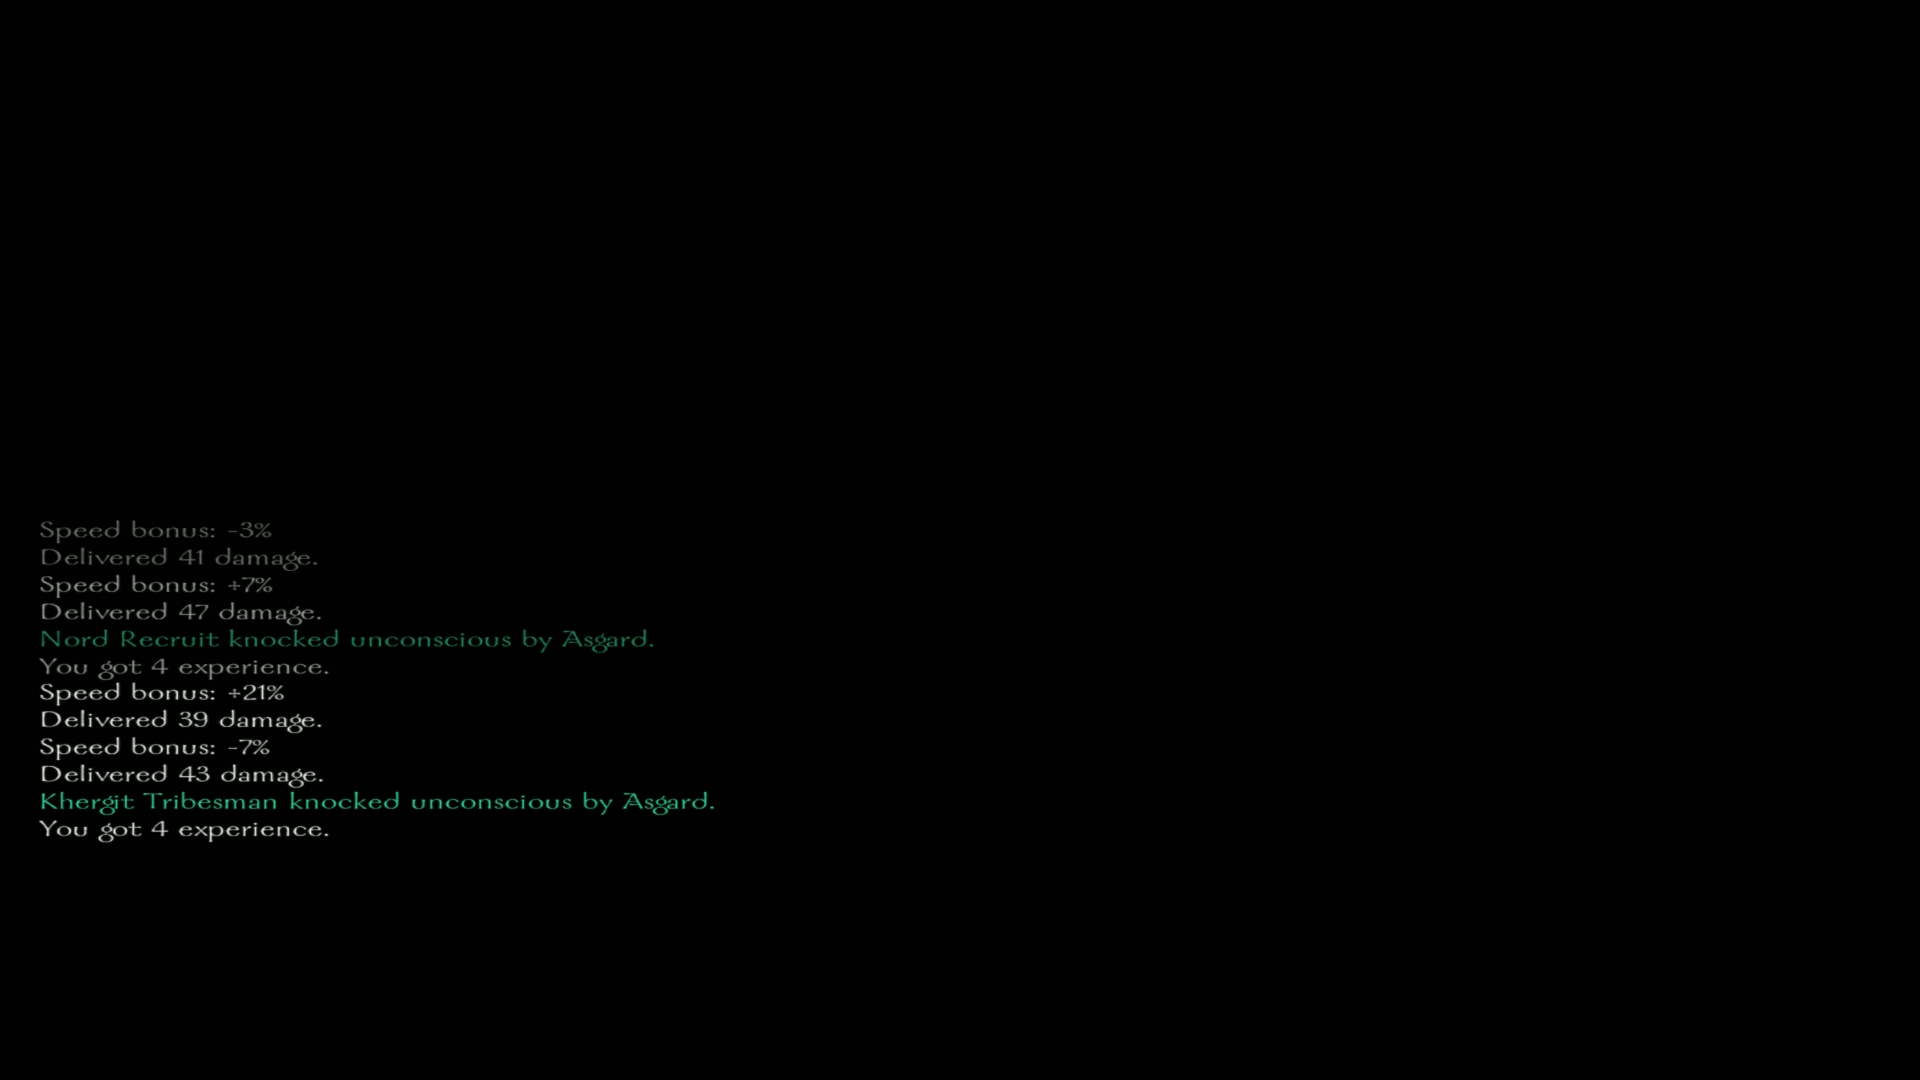 Speed bonus: -3%
Delivered 41 damage.
Speed bonus: +7%
Delivered 47 damage.
Nord Recruit knocked unconscious by Asgard.
You got 4 experience.
Speed bonus: +21%
Delivered 39 damage.
Speed bonus: -7%
Delivered 43 damage.
Khergit Tribesman knocked unconscious by Asgard.
You got 4 experience.